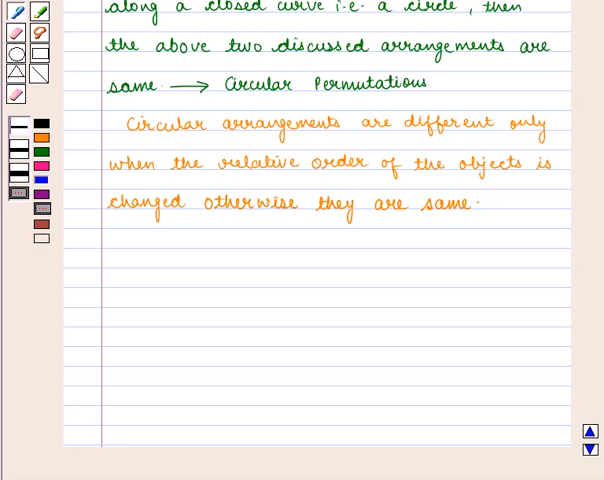 along a closed curve i.e. a circle, then
the above two discussed arrangements are
same. → Circular Permutations
Circular arrangements are different only
when the relative order of the objects is
changed otherwise they are same.